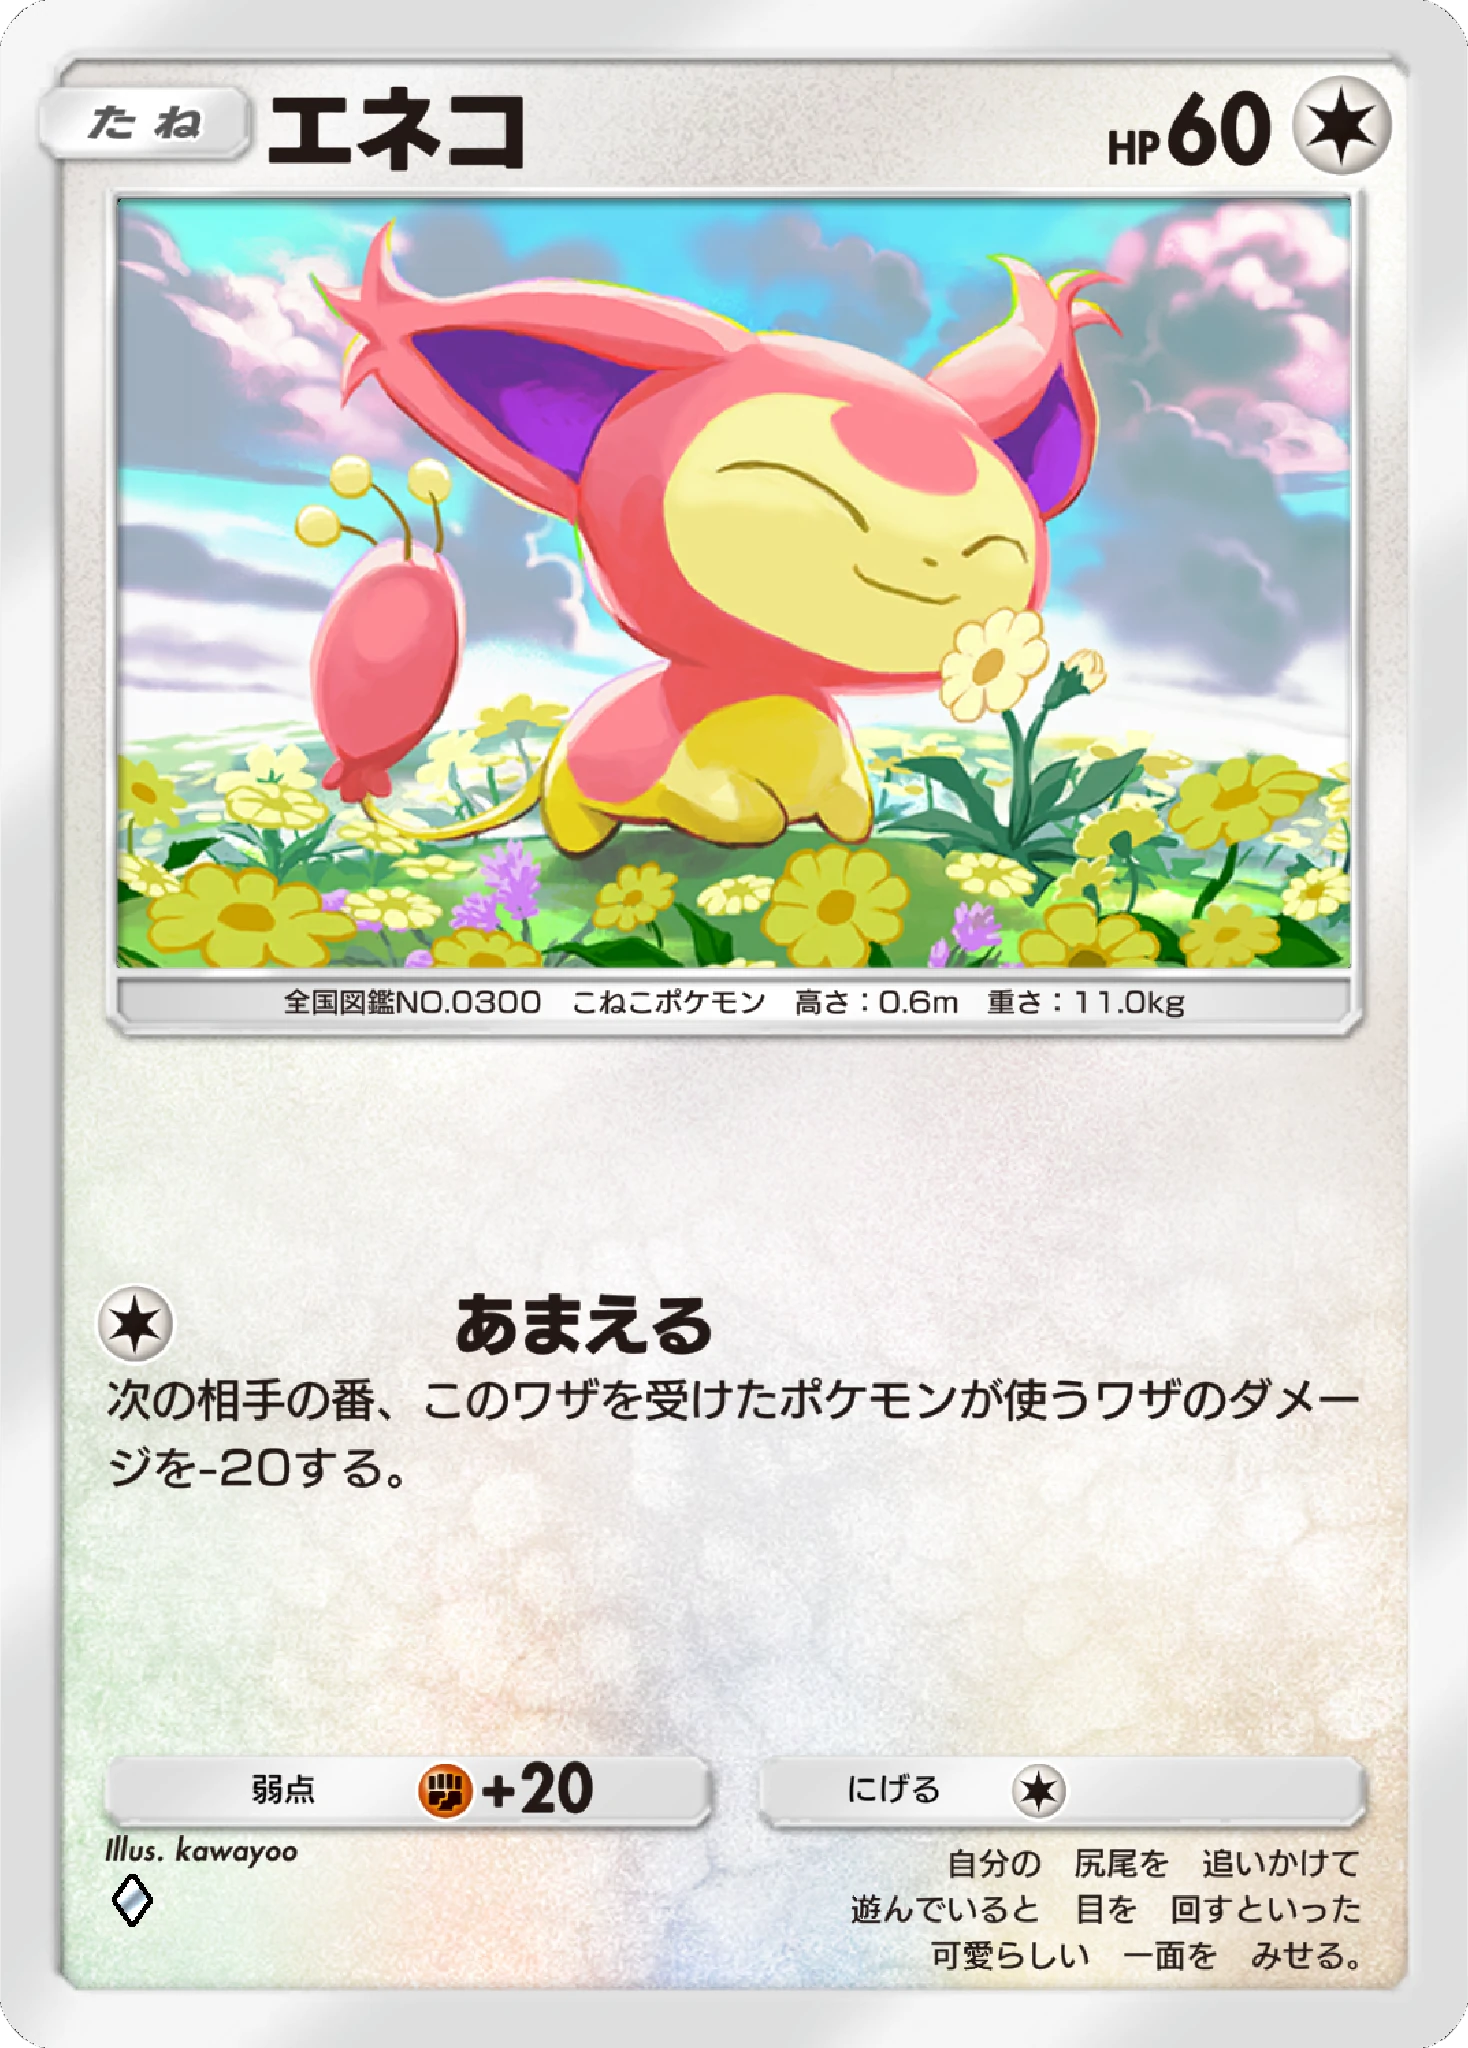 たね エネコ HP60
全国図鑑NO.0300 こねこポケモン 高さ:0.6m 重さ:11.0kg
あまえる
次の相手の番、このワザを受けたポケモンが使うワザのダメー
ジを-20する。
弱点 +20 にげる
Illus. kawayoo
自分の 尻尾を 追いかけて
遊んでいると 目を 回すといった
可愛らしい 一面を みせる。